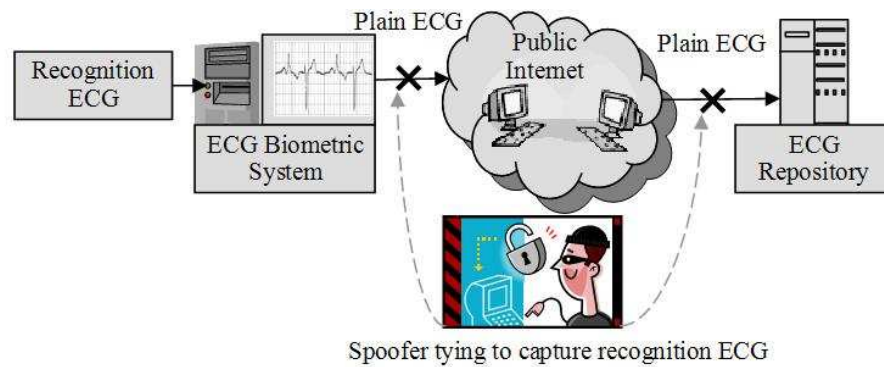 Plain ECG
Public
Internet
Plain ECG
Recognition
ECG
ECG Biometric
System
ECG
Repository
Spoofer tying to capture recognition ECG